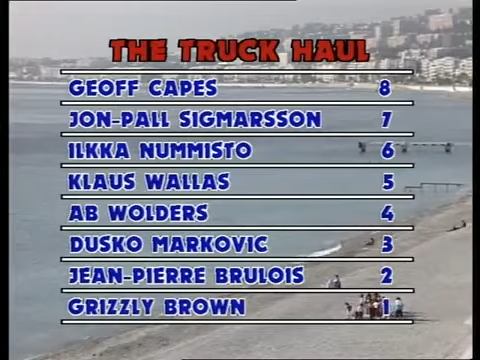 THE TRUCK HAUL
GEOFF CAPES 8
JON-PALL SIGMARSSON 7
ILKKA NUMMISTO 6
KLAUS WALLAS 5
AB WOLDERS 4
DUSKO MARKOVIC 3
JEAN-PIERRE BRULOIS 2
GRIZZLY BROWN 1